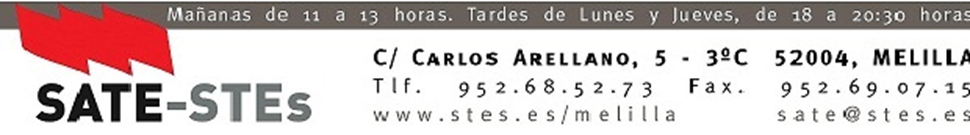 Mañanas de 11 a 13 horas. Tardes de Lunes y Jueves, de 18 a 20:30 horas
C/ CARLOS ARELLANO, 5 - 3ºC 52004, MELILLA
Tlf. 952.68.52.73 Fax. 952.69.07.15
www.stes.es/melilla sate@stes.es
SATE-STEs